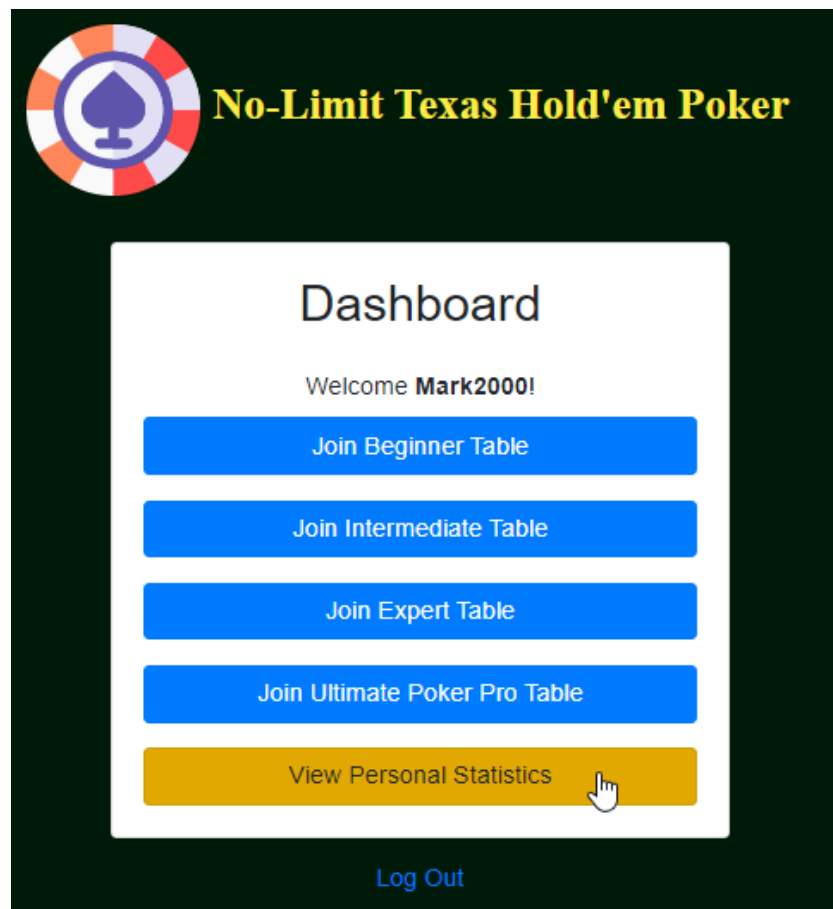 No-Limit Texas Hold'em Poker
Dashboard
Welcome Mark2000!
Join Beginner Table
Join Intermediate Table
Join Expert Table
Join Ultimate Poker Pro Table
View Personal Statistics
Log Out